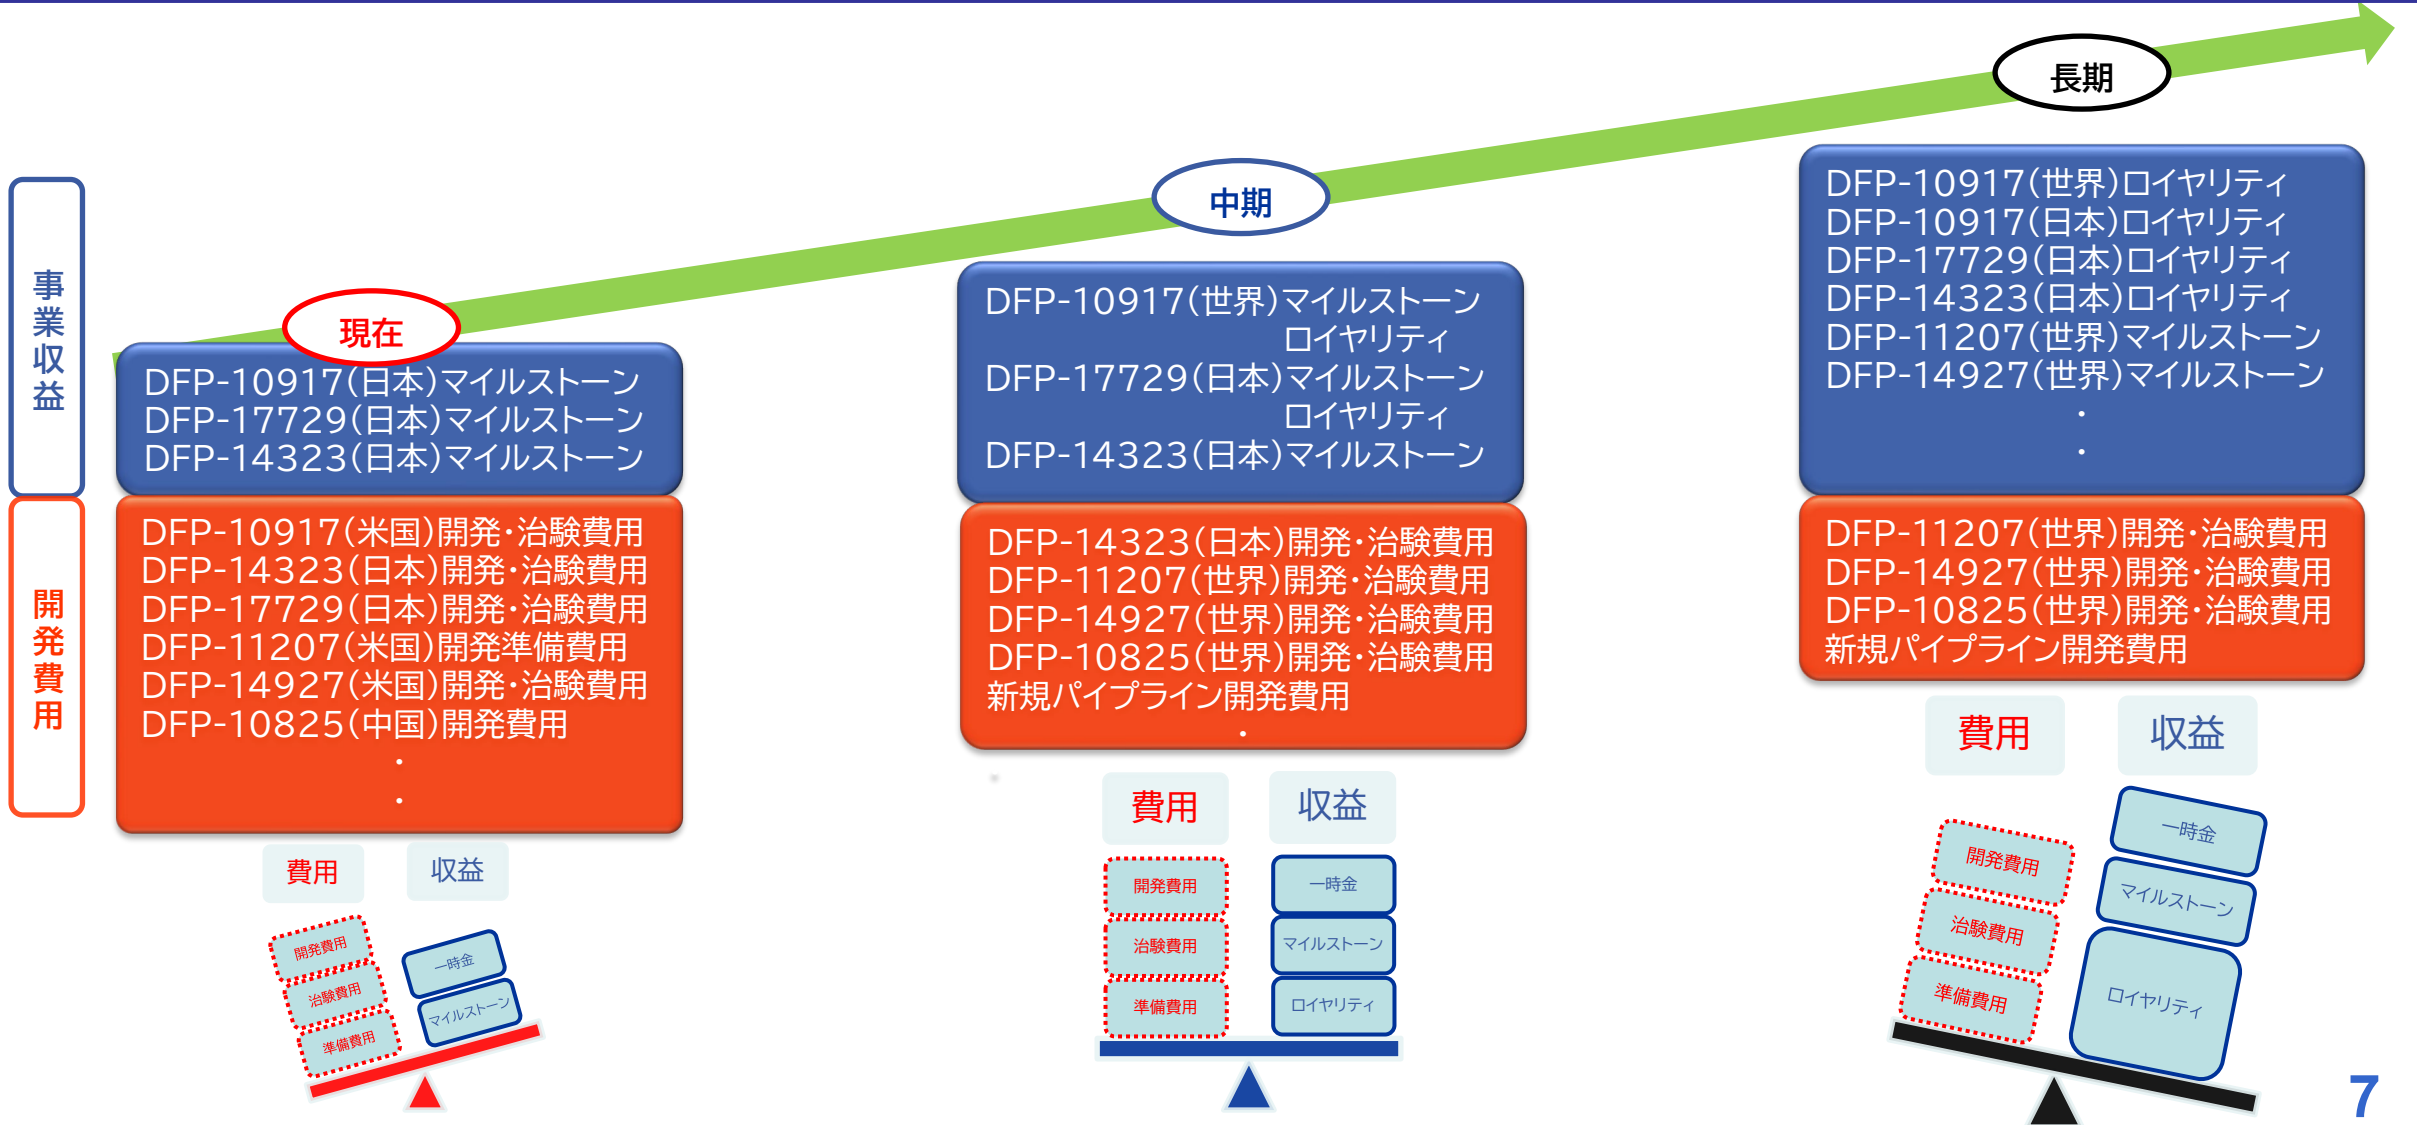 長期
中期
現在
事業収益
開発費用
DFP-10917(日本)マイルストーン
DFP-17729(日本)マイルストーン
DFP-14323(日本)マイルストーン
DFP-10917(米国)開発・治験費用
DFP-14323(日本)開発・治験費用
DFP-17729(日本)開発・治験費用
DFP-11207(米国)開発準備費用
DFP-14927(米国)開発・治験費用
DFP-10825(中国)開発費用
・
・
費用
収益
開発費用
治験費用
準備費用
一時金
マイルストーン
DFP-10917(世界)マイルストーン
ロイヤリティ
DFP-17729(日本)マイルストーン
ロイヤリティ
DFP-14323(日本)マイルストーン
DFP-14323(日本)開発・治験費用
DFP-11207(世界)開発・治験費用
DFP-14927(世界)開発・治験費用
DFP-10825(世界)開発・治験費用
新規パイプライン開発費用
・
費用
収益
開発費用
治験費用
準備費用
一時金
マイルストーン
ロイヤリティ
DFP-10917(世界)ロイヤリティ
DFP-10917(日本)ロイヤリティ
DFP-17729(日本)ロイヤリティ
DFP-14323(日本)ロイヤリティ
DFP-11207(世界)マイルストーン
DFP-14927(世界)マイルストーン
・
・
DFP-11207(世界)開発・治験費用
DFP-14927(世界)開発・治験費用
DFP-10825(世界)開発・治験費用
新規パイプライン開発費用
費用
収益
開発費用
治験費用
準備費用
一時金
マイルストーン
ロイヤリティ
7